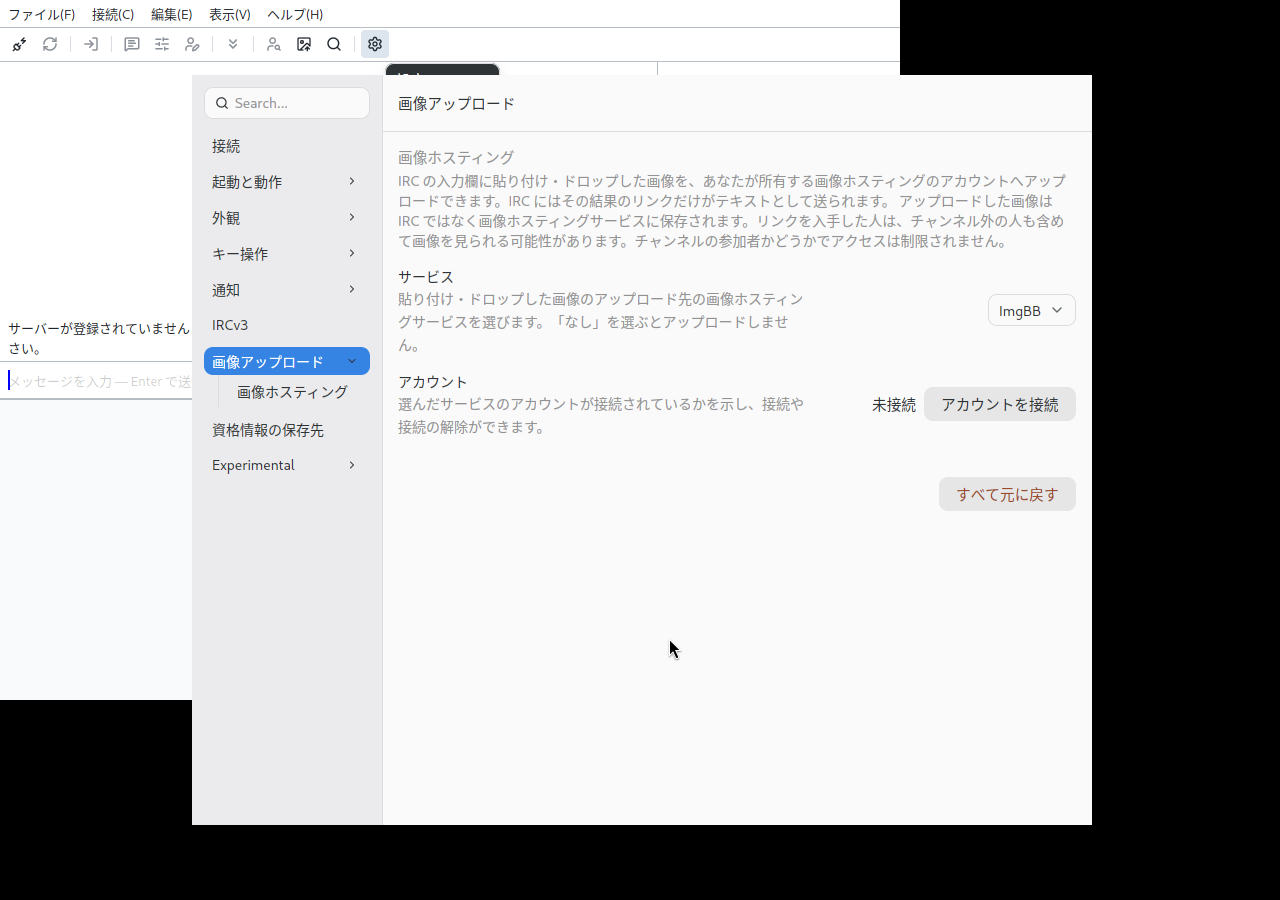 ファイル(F) 接続(C) 編集(E) 表示(V) ヘルプ(H)
サーバーが登録されていません
さい。
メッセージを入力 — Enter で送
Search...
接続
起動と動作
外観
キー操作
通知
IRCv3
画像アップロード
画像ホスティング
資格情報の保存先
Experimental
画像アップロード
画像ホスティング
IRC の入力欄に貼り付け・ドロップした画像を、あなたが所有する画像ホスティングのアカウントへアップ
ロードできます。IRC にはその結果のリンクだけがテキストとして送られます。 アップロードした画像は
IRC ではなく画像ホスティングサービスに保存されます。リンクを入手した人は、チャンネル外の人も含め
て画像を見られる可能性があります。チャンネルの参加者かどうかでアクセスは制限されません。
サービス
貼り付け・ドロップした画像のアップロード先の画像ホスティン
グサービスを選びます。「なし」を選ぶとアップロードしませ
ん。
ImgBB
アカウント
選んだサービスのアカウントが接続されているかを示し、接続や
接続の解除ができます。
未接続 アカウントを接続
すべて元に戻す